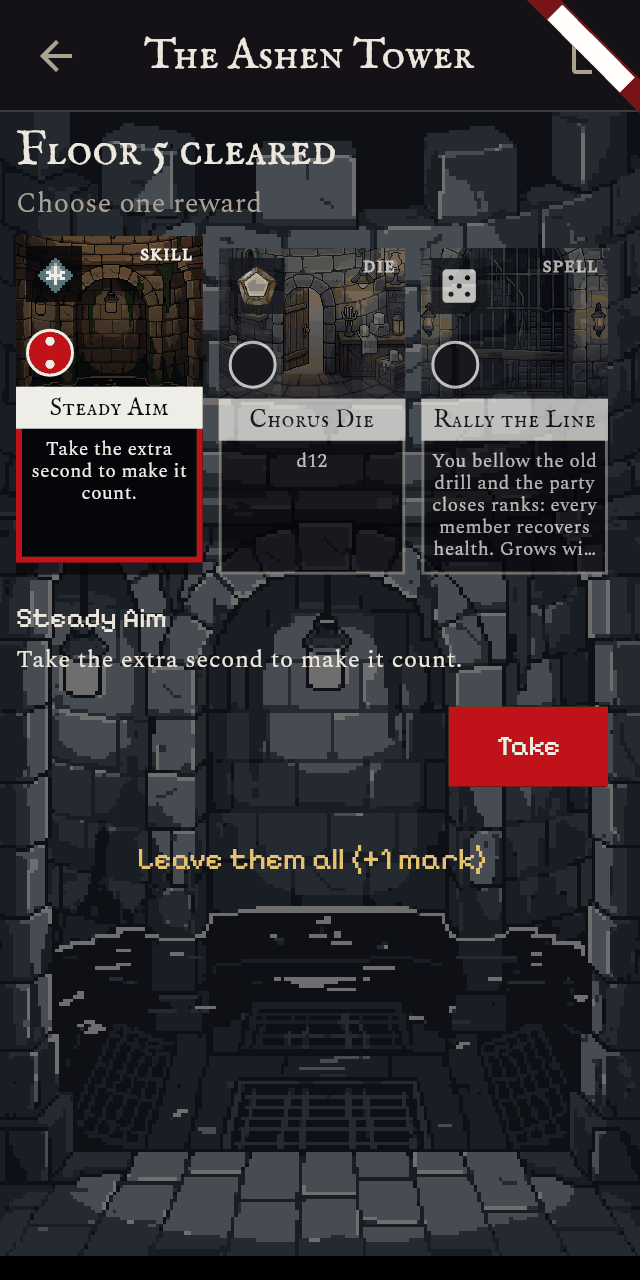 The Ashen Tower
Floor 5 cleared
Choose one reward
SKILL
DIE
SPELL
Steady Aim
Chorus Die
Rally the Line
Take the extra
second to make it
count.
d12
You bellow the old
drill and the party
closes ranks: every
member recovers
health. Grows wi...
Steady Aim
Take the extra second to make it count.
Take
Leave them all (+1 mark)